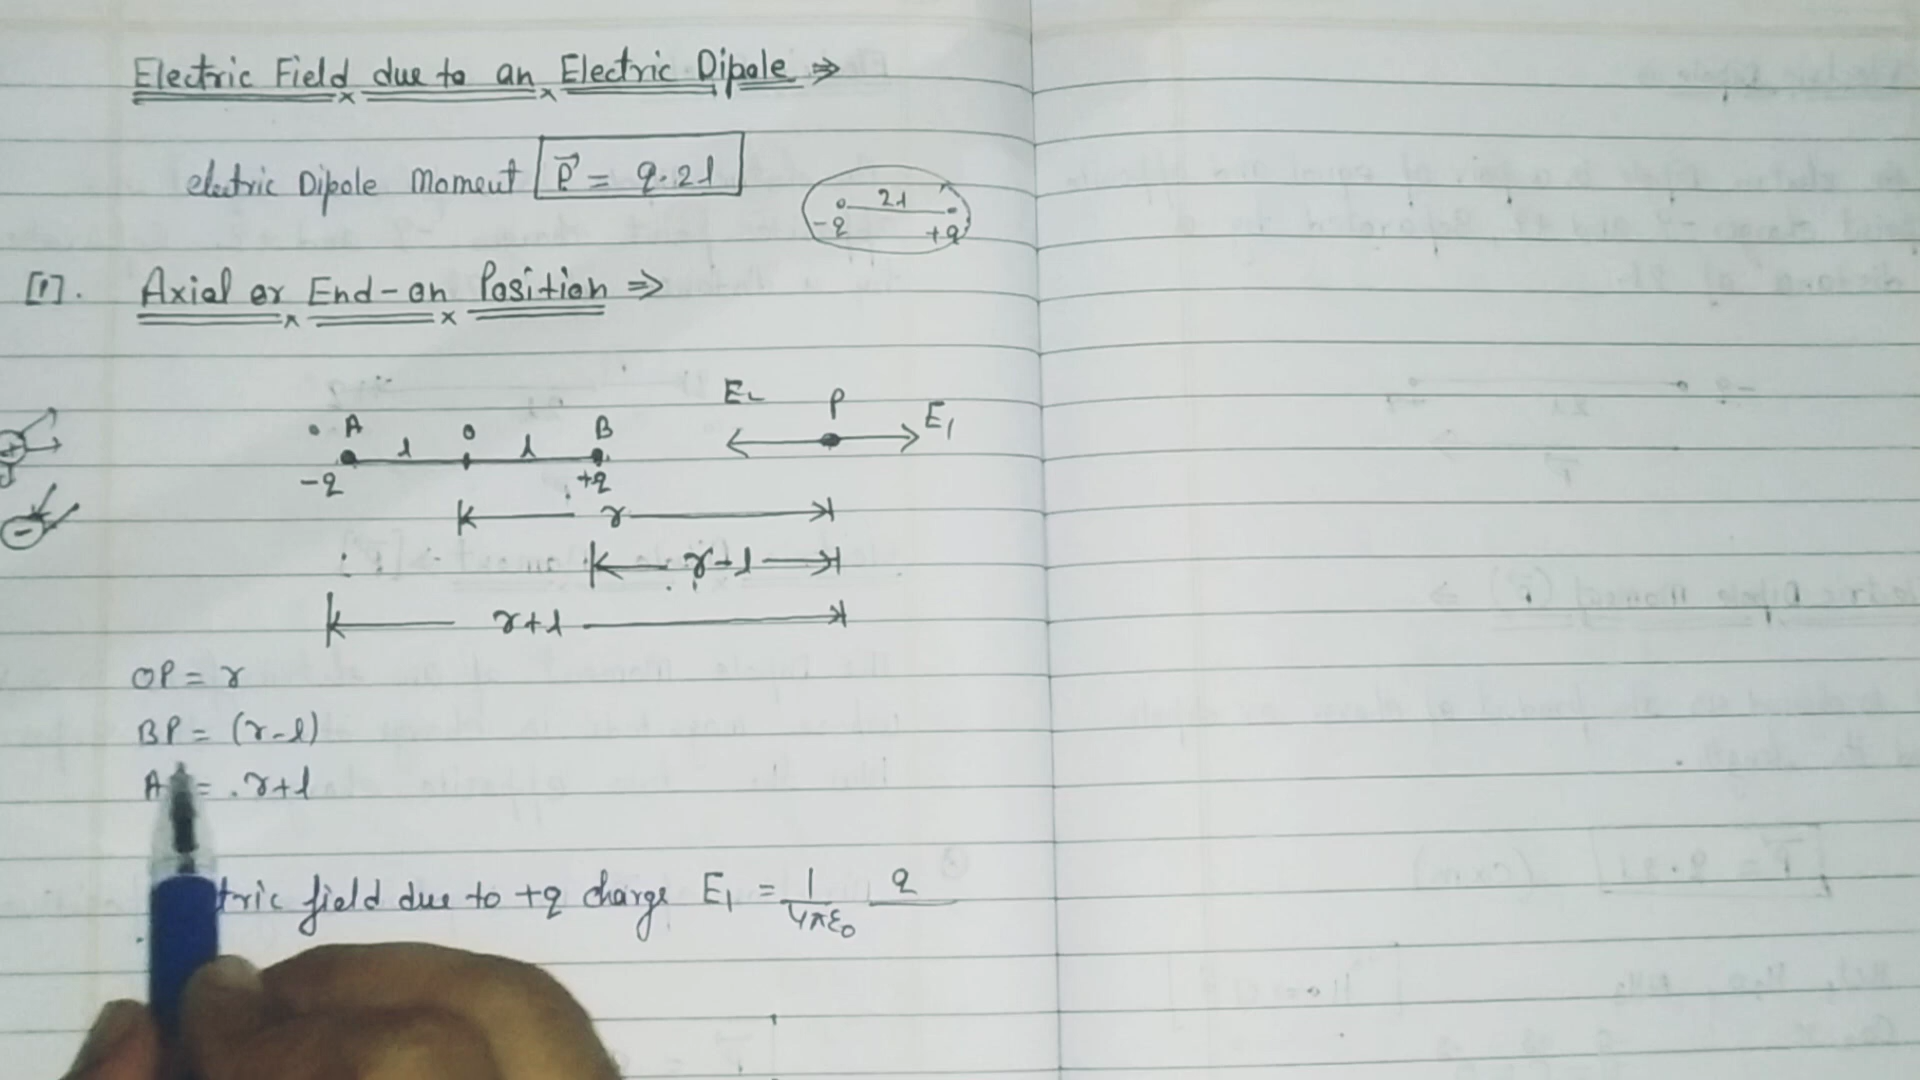 Electric Field due to an Electric Dipole ⇒
electric Dipole Moment P⃗ = q.2l
2l
-q +q
[1]. Axial or End-on Position ⇒
A l O l B E₂ P E₁
-q +q
r
r-l
r+l
OP = r
BP = (r-l)
A = r+l
tric field due to +q charge E₁ = 1/4πε₀ q